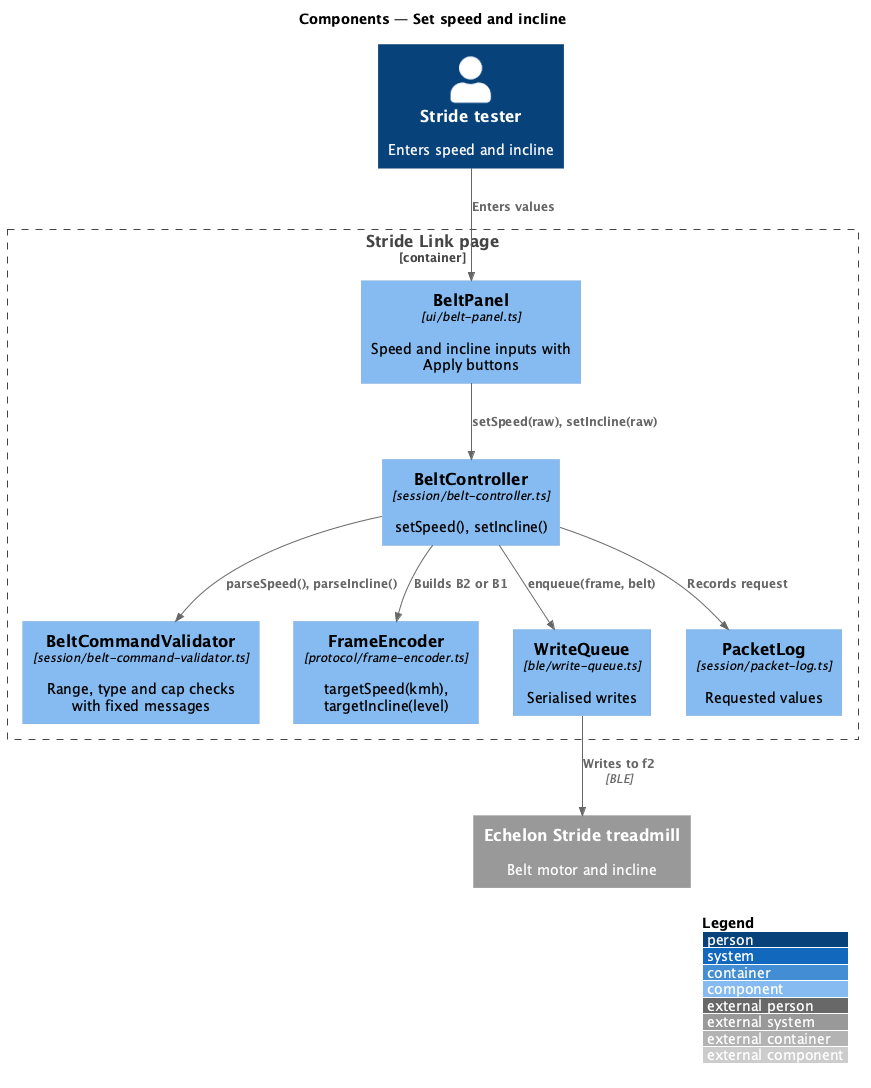 Components — Set speed and incline
Stride tester
Enters speed and incline
Enters values
Stride Link page
[container]
BeltPanel
[ui/belt-panel.ts]
Speed and incline inputs with
Apply buttons
setSpeed(raw), setIncline(raw)
BeltController
[session/belt-controller.ts]
setSpeed(), setIncline()
parseSpeed(), parseIncline()
Builds B2 or B1
enqueue(frame, belt)
Records request
BeltCommandValidator
[session/belt-command-validator.ts]
Range, type and cap checks
with fixed messages
FrameEncoder
[protocol/frame-encoder.ts]
targetSpeed(kmh),
targetIncline(level)
WriteQueue
[ble/write-queue.ts]
Serialised writes
PacketLog
[session/packet-log.ts]
Requested values
Writes to f2
[BLE]
Echelon Stride treadmill
Belt motor and incline
Legend
person
system
container
component
external person
external system
external container
external component